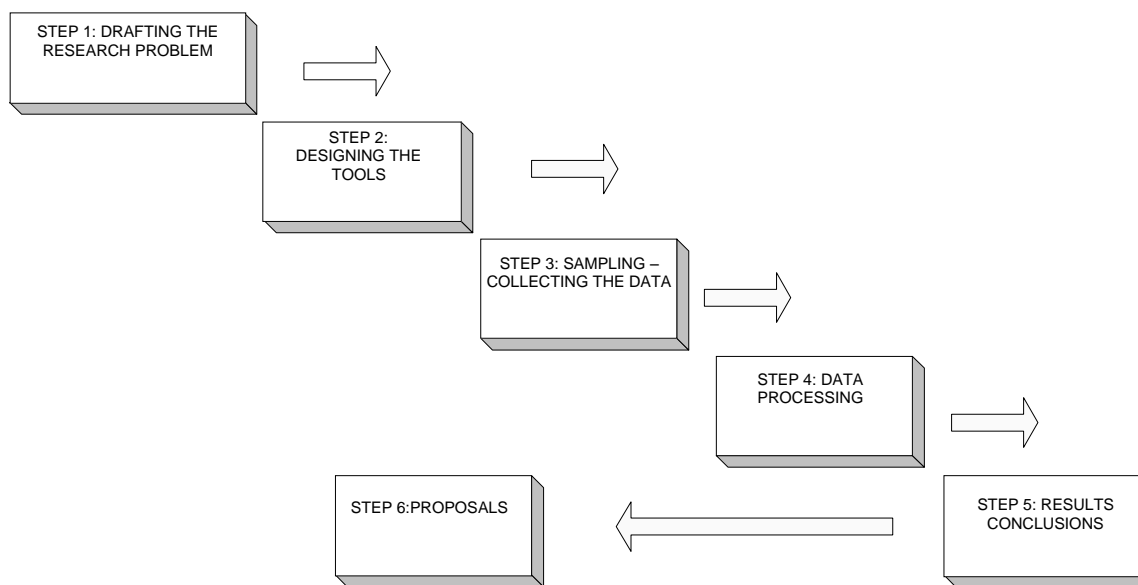 STEP 1: DRAFTING THE
RESEARCH PROBLEM
STEP 2:
DESIGNING THE
TOOLS
STEP 3: SAMPLING –
COLLECTING THE DATA
STEP 4: DATA
PROCESSING
STEP 5: RESULTS
CONCLUSIONS
STEP 6:PROPOSALS